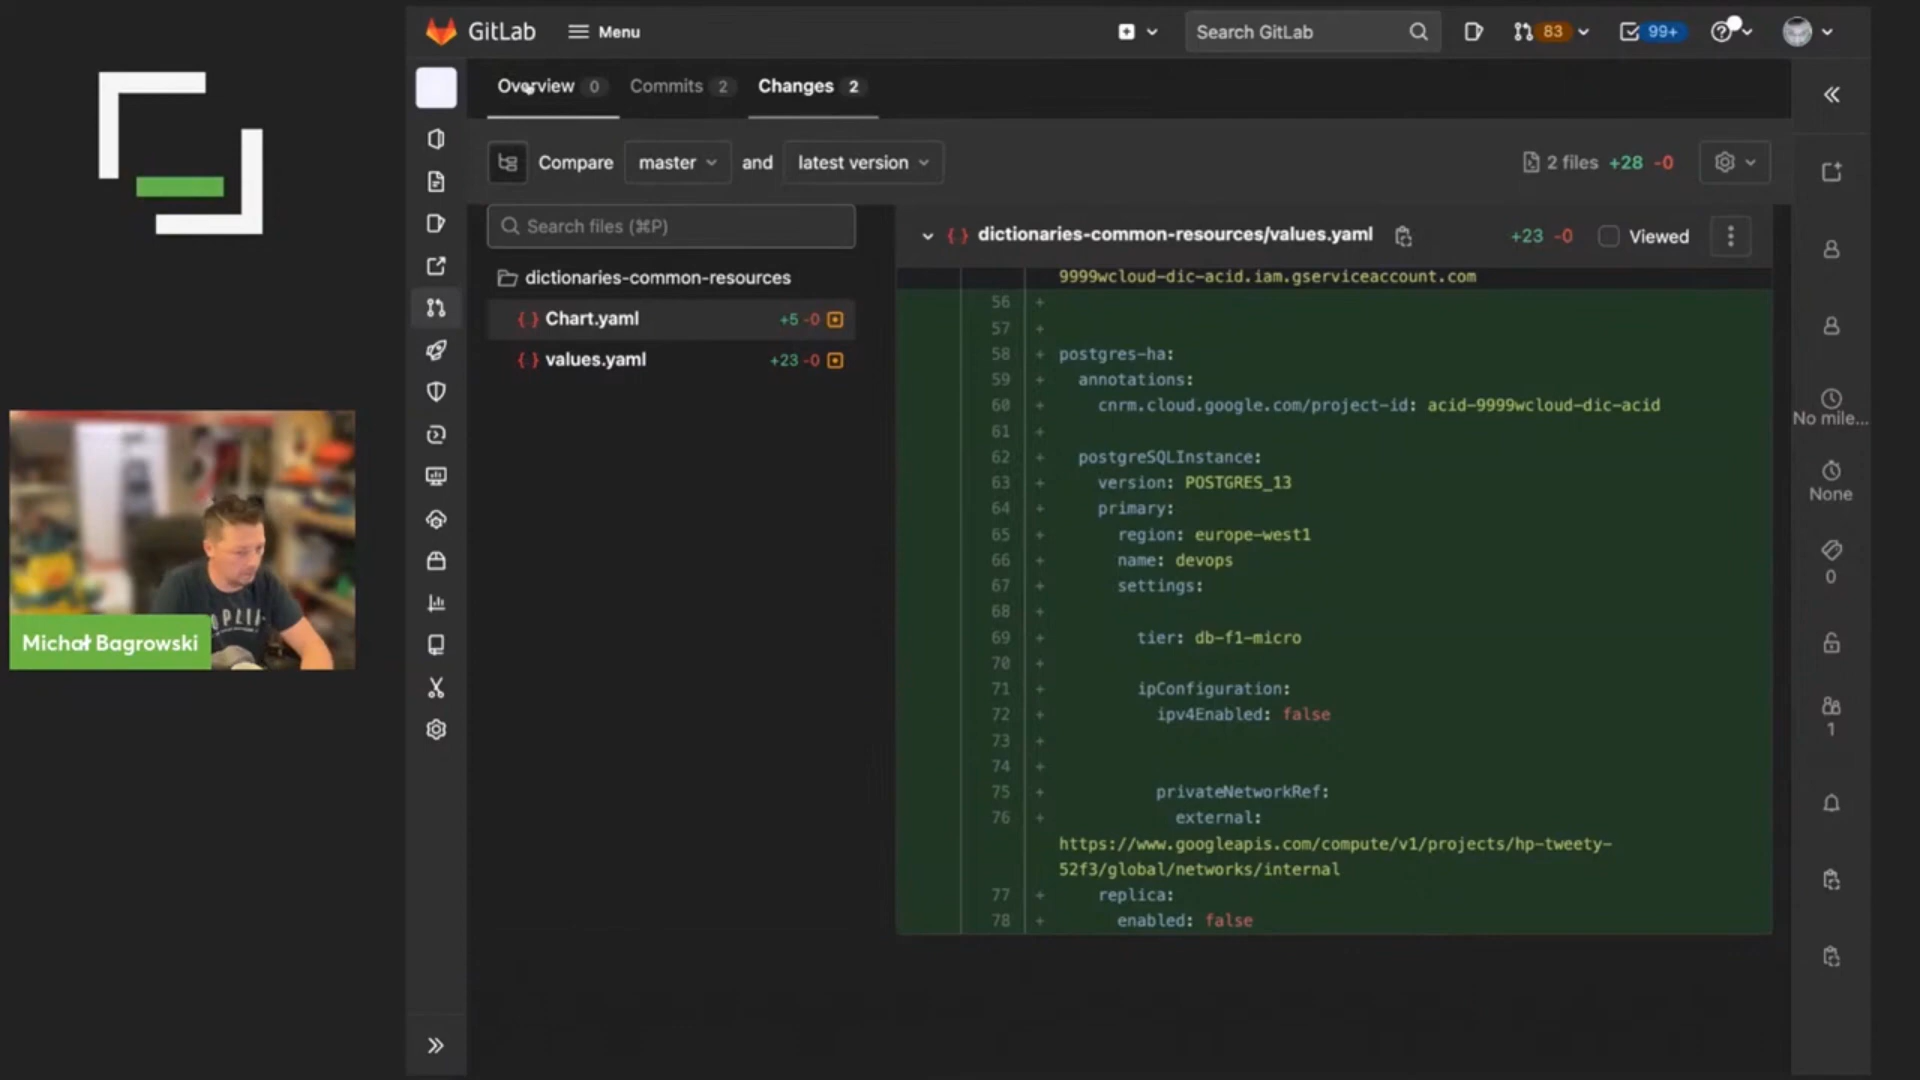 GitLab
Menu
Search GitLab
83
99+
Overview 0
Commits 2
Changes 2
Compare
master
and
latest version
2 files +28 -0
Search files (⌘P)
dictionaries-common-resources/values.yaml
+23 -0
Viewed
dictionaries-common-resources
{ } Chart.yaml +5 -0
{ } values.yaml +23 -0
9999wcloud-dic-acid.iam.gserviceaccount.com
56 +
57 +
58 + postgres-ha:
59 + annotations:
60 + cnrm.cloud.google.com/project-id: acid-9999wcloud-dic-acid
61 +
62 + postgreSQLInstance:
63 + version: POSTGRES_13
64 + primary:
65 + region: europe-west1
66 + name: devops
67 + settings:
68 +
69 + tier: db-f1-micro
70 +
71 + ipConfiguration:
72 + ipv4Enabled: false
73 +
74 +
75 + privateNetworkRef:
76 + external:
https://www.googleapis.com/compute/v1/projects/hp-tweety-
52f3/global/networks/internal
77 + replica:
78 + enabled: false
No mile...
None
0
1
Michał Bagrowski